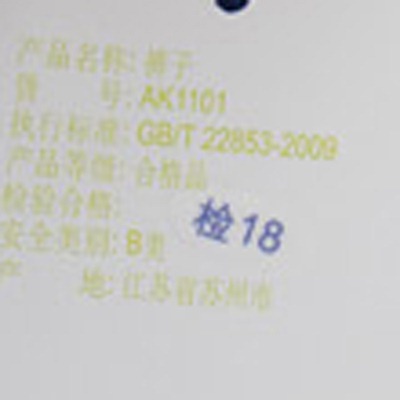 产品名称: 裤子
货 号: AK1101
执行标准: GB/T 22853-2009
产品等级: 合格品
检验合格: 检18
安全类别: B类
产 地: 江苏省苏州市